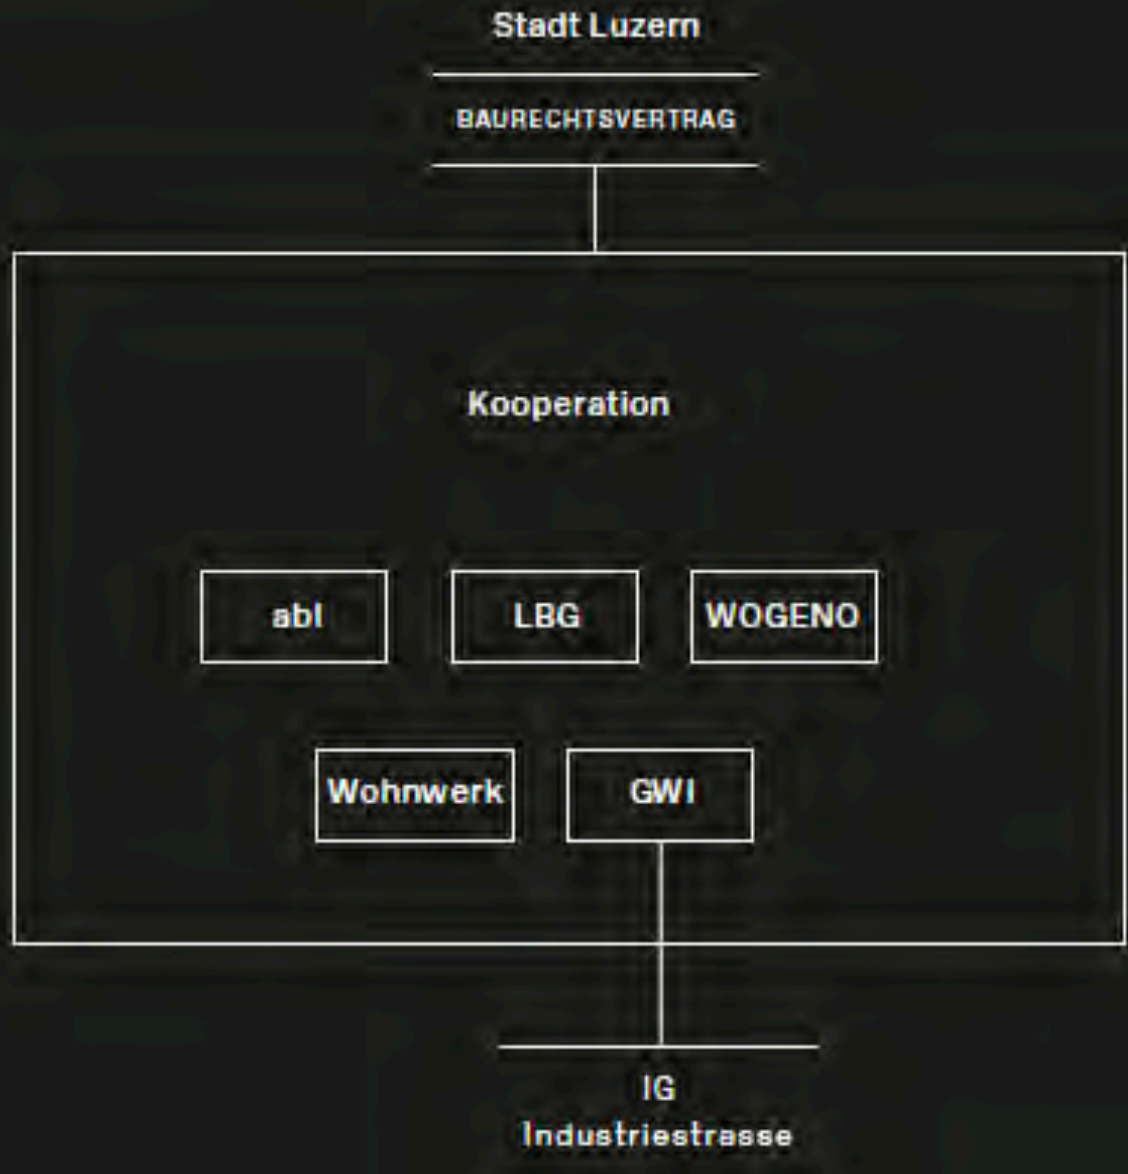 Stadt Luzern
BAURECHTSVERTRAG
Kooperation
abl
LBG
WOGENO
Wohnwerk
GWI
IG
Industriestrasse